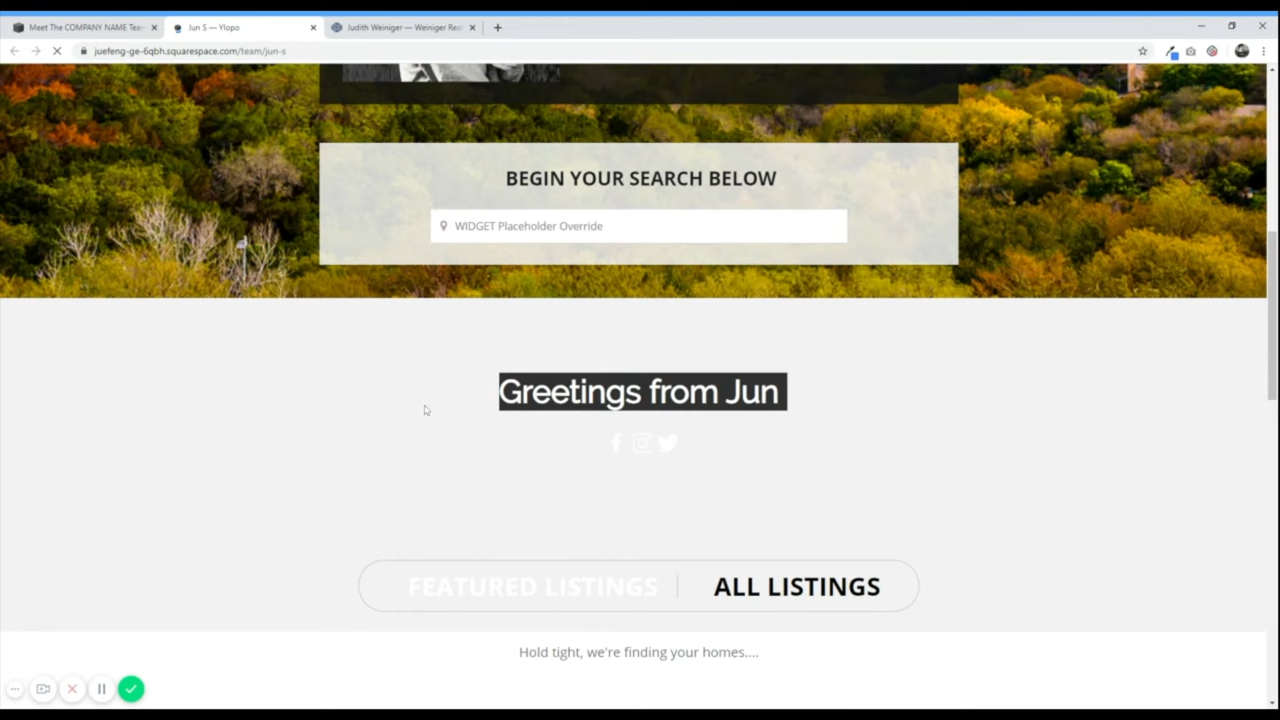 Meet The COMPANY NAME Team
Jun S — Ylopo
Judith Weiniger — Weiniger Rea
juefeng-ge-6qbh.squarespace.com/team/jun-s
BEGIN YOUR SEARCH BELOW
WIDGET Placeholder Override
Greetings from Jun
FEATURED LISTINGS
ALL LISTINGS
Hold tight, we're finding your homes....